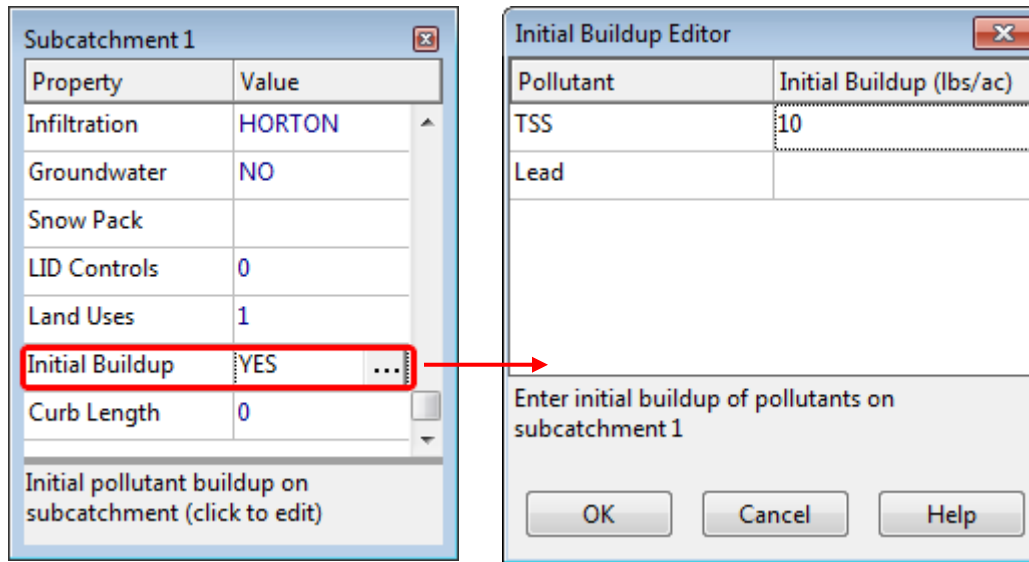 Subcatchment 1
Property Value
Infiltration HORTON
Groundwater NO
Snow Pack
LID Controls 0
Land Uses 1
Initial Buildup YES ...
Curb Length 0
Initial pollutant buildup on
subcatchment (click to edit)
Initial Buildup Editor
Pollutant Initial Buildup (lbs/ac)
TSS 10
Lead
Enter initial buildup of pollutants on
subcatchment 1
OK Cancel Help